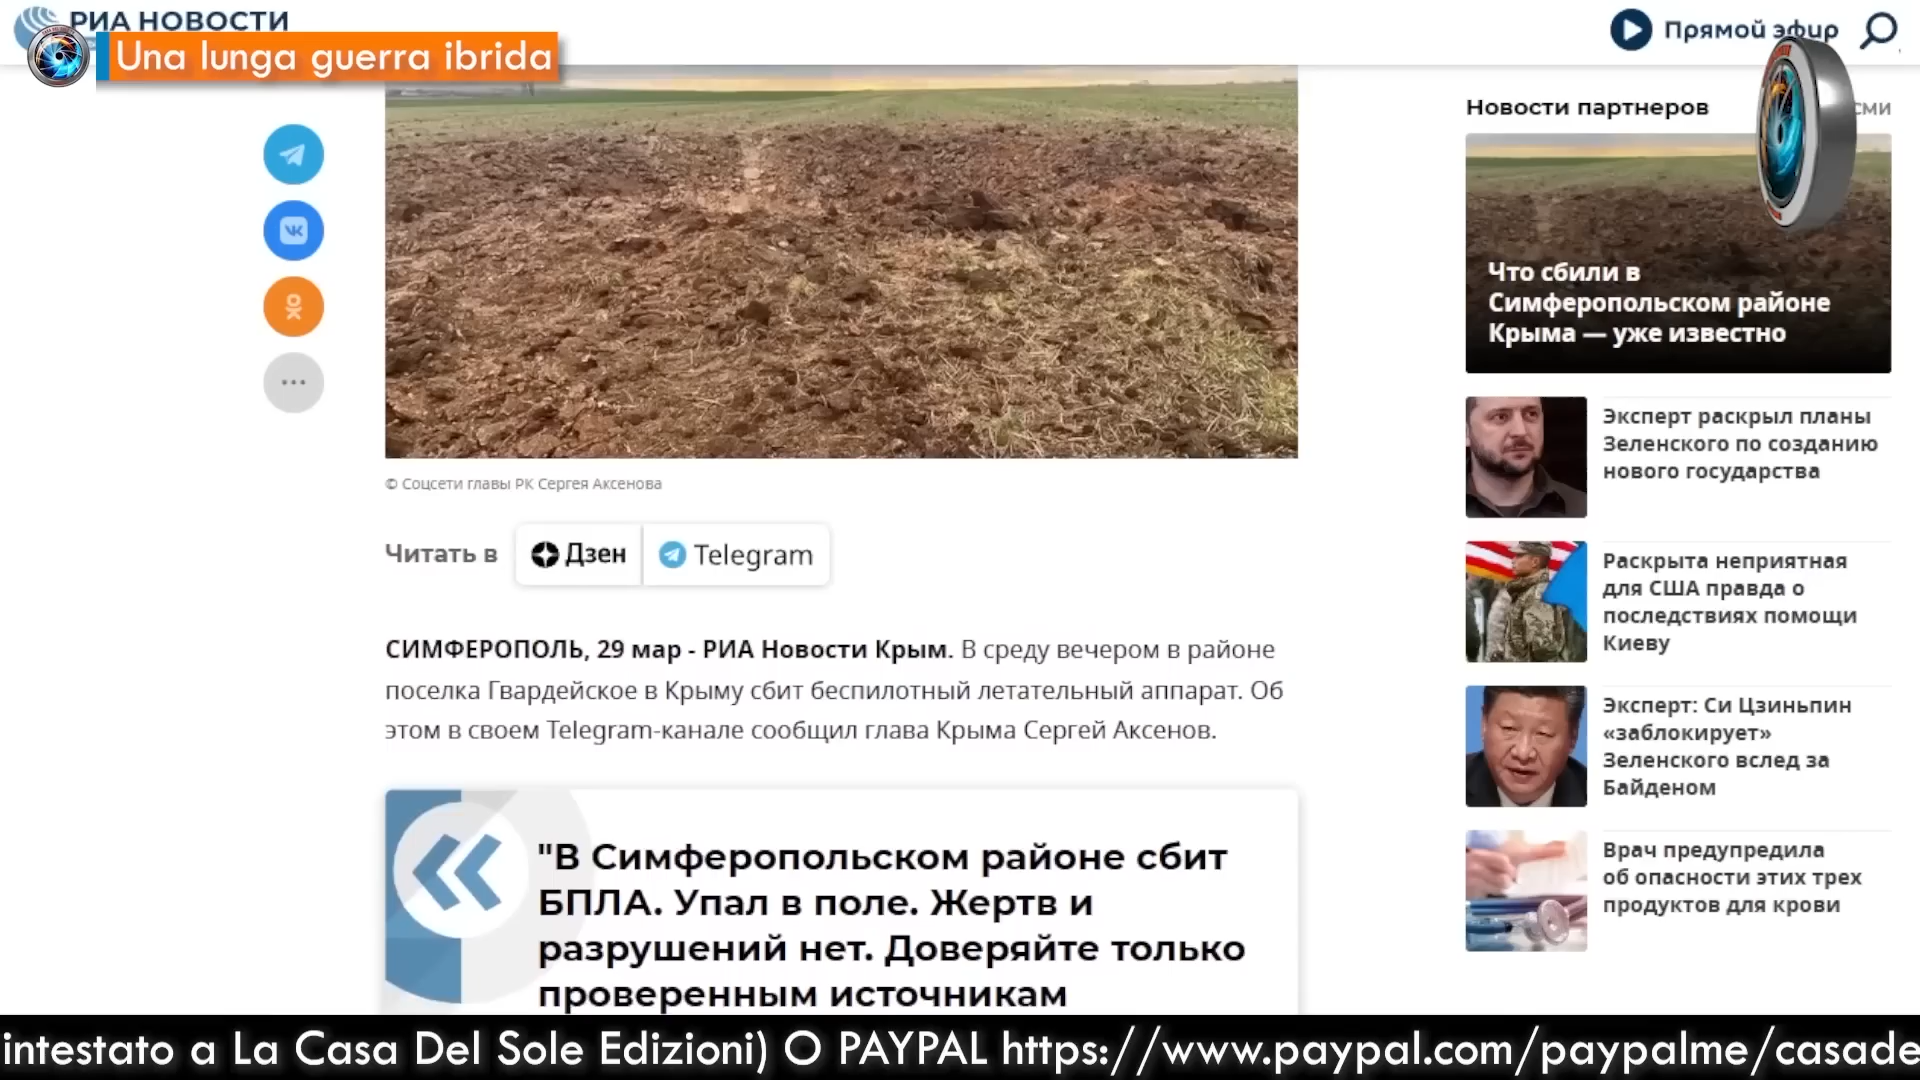 РИА НОВОСТИ
Una lunga guerra ibrida
Прямой эфир
Новости партнеров
сми
Что сбили в
Симферопольском районе
Крыма — уже известно
Эксперт раскрыл планы
Зеленского по созданию
нового государства
Раскрыта неприятная
для США правда о
последствиях помощи
Киеву
Эксперт: Си Цзиньпин
«заблокирует»
Зеленского вслед за
Байденом
Врач предупредила
об опасности этих трех
продуктов для крови
© Соцсети главы РК Сергея Аксенова
Читать в Дзен Telegram
СИМФЕРОПОЛЬ, 29 мар - РИА Новости Крым. В среду вечером в районе
поселка Гвардейское в Крыму сбит беспилотный летательный аппарат. Об
этом в своем Telegram-канале сообщил глава Крыма Сергей Аксенов.
"В Симферопольском районе сбит
БПЛА. Упал в поле. Жертв и
разрушений нет. Доверяйте только
проверенным источникам
intestato a La Casa Del Sole Edizioni) O PAYPAL https://www.paypal.com/paypalme/casade